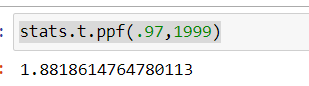 : stats.t.ppf(.97,1999)
: 1.8818614764780113